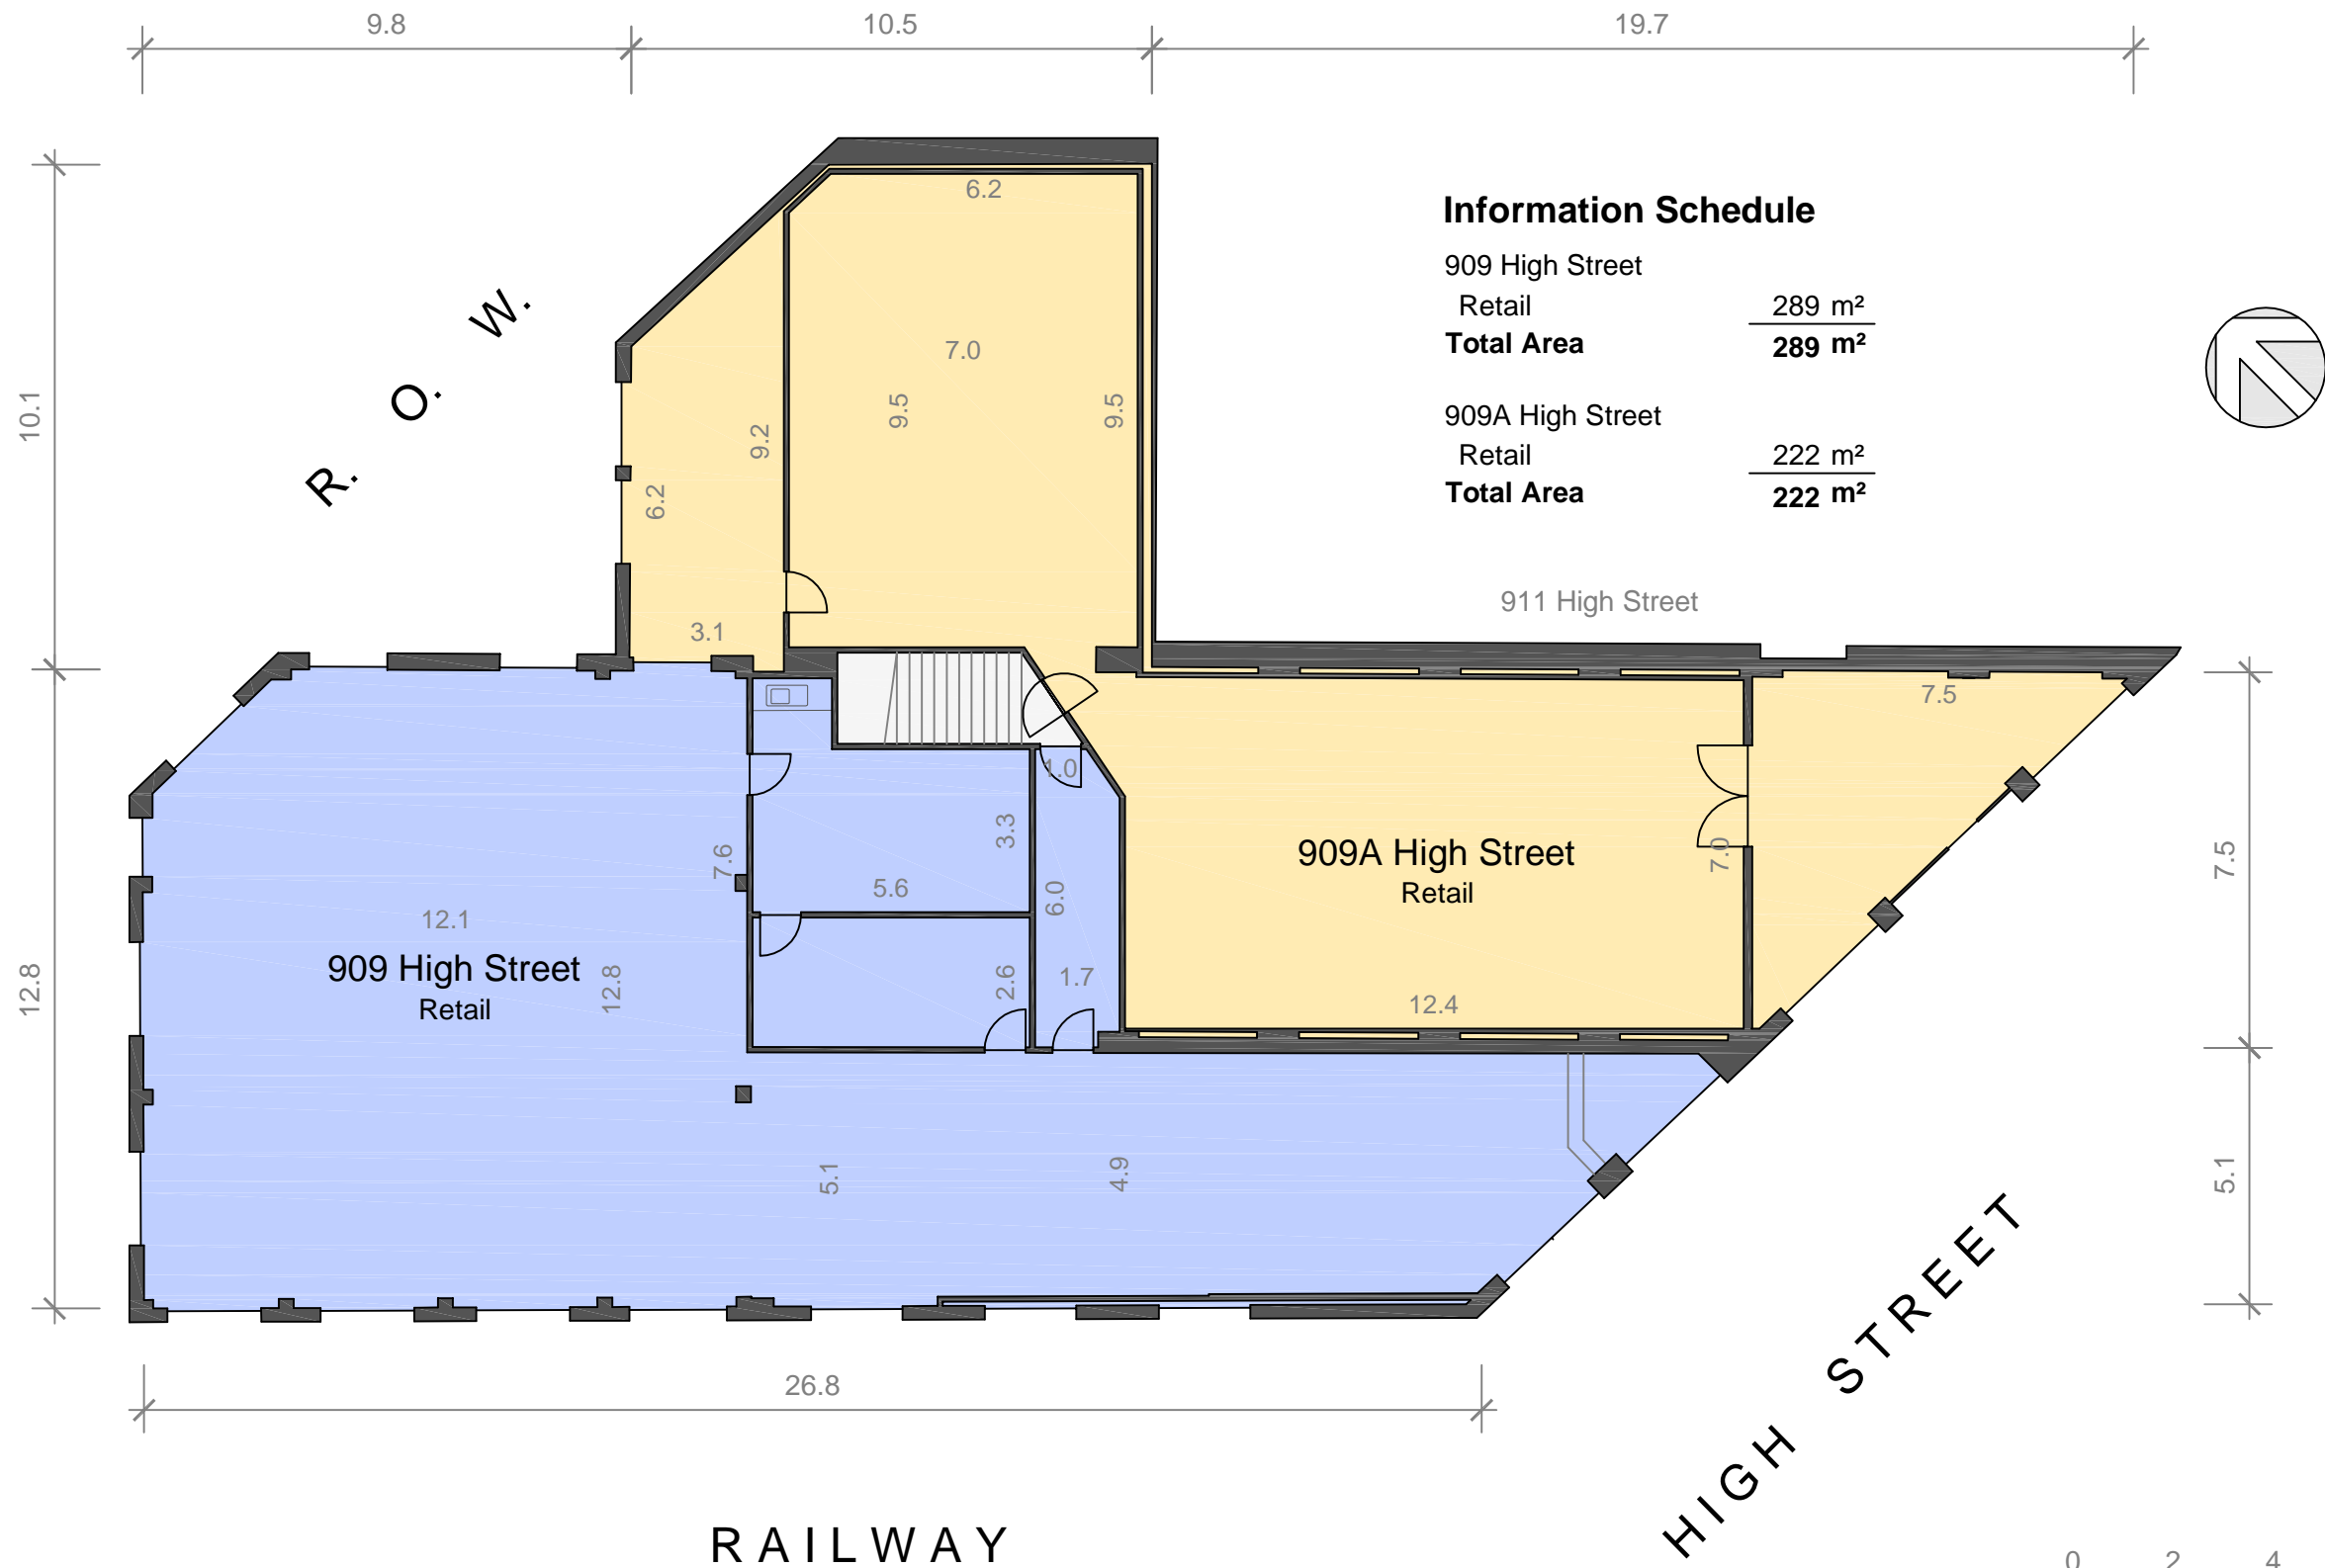 9.8
10.5
19.7
10.1
12.8
R. O. W.
6.2
7.0
9.5
9.5
9.2
6.2
3.1
Information Schedule
909 High Street
Retail 289 m²
Total Area 289 m²
909A High Street
Retail 222 m²
Total Area 222 m²
911 High Street
7.5
1.0
3.3
7.6
5.6
6.0
2.6
1.7
12.1
909 High Street
Retail
12.8
909A High Street
Retail
7.0
12.4
7.5
5.1
5.1
4.9
26.8
RAILWAY
HIGH STREET
0 2 4